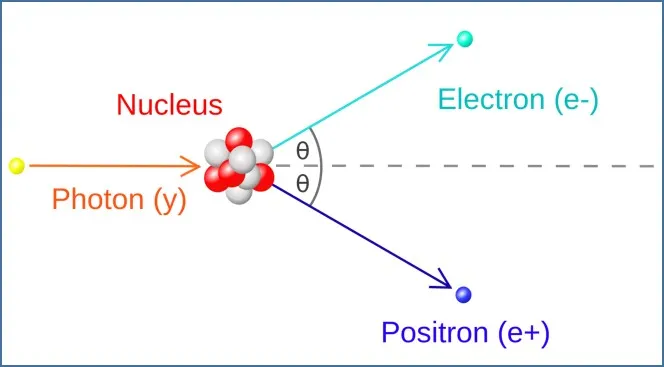 Nucleus
Electron (e-)
θ
θ
Photon (y)
Positron (e+)